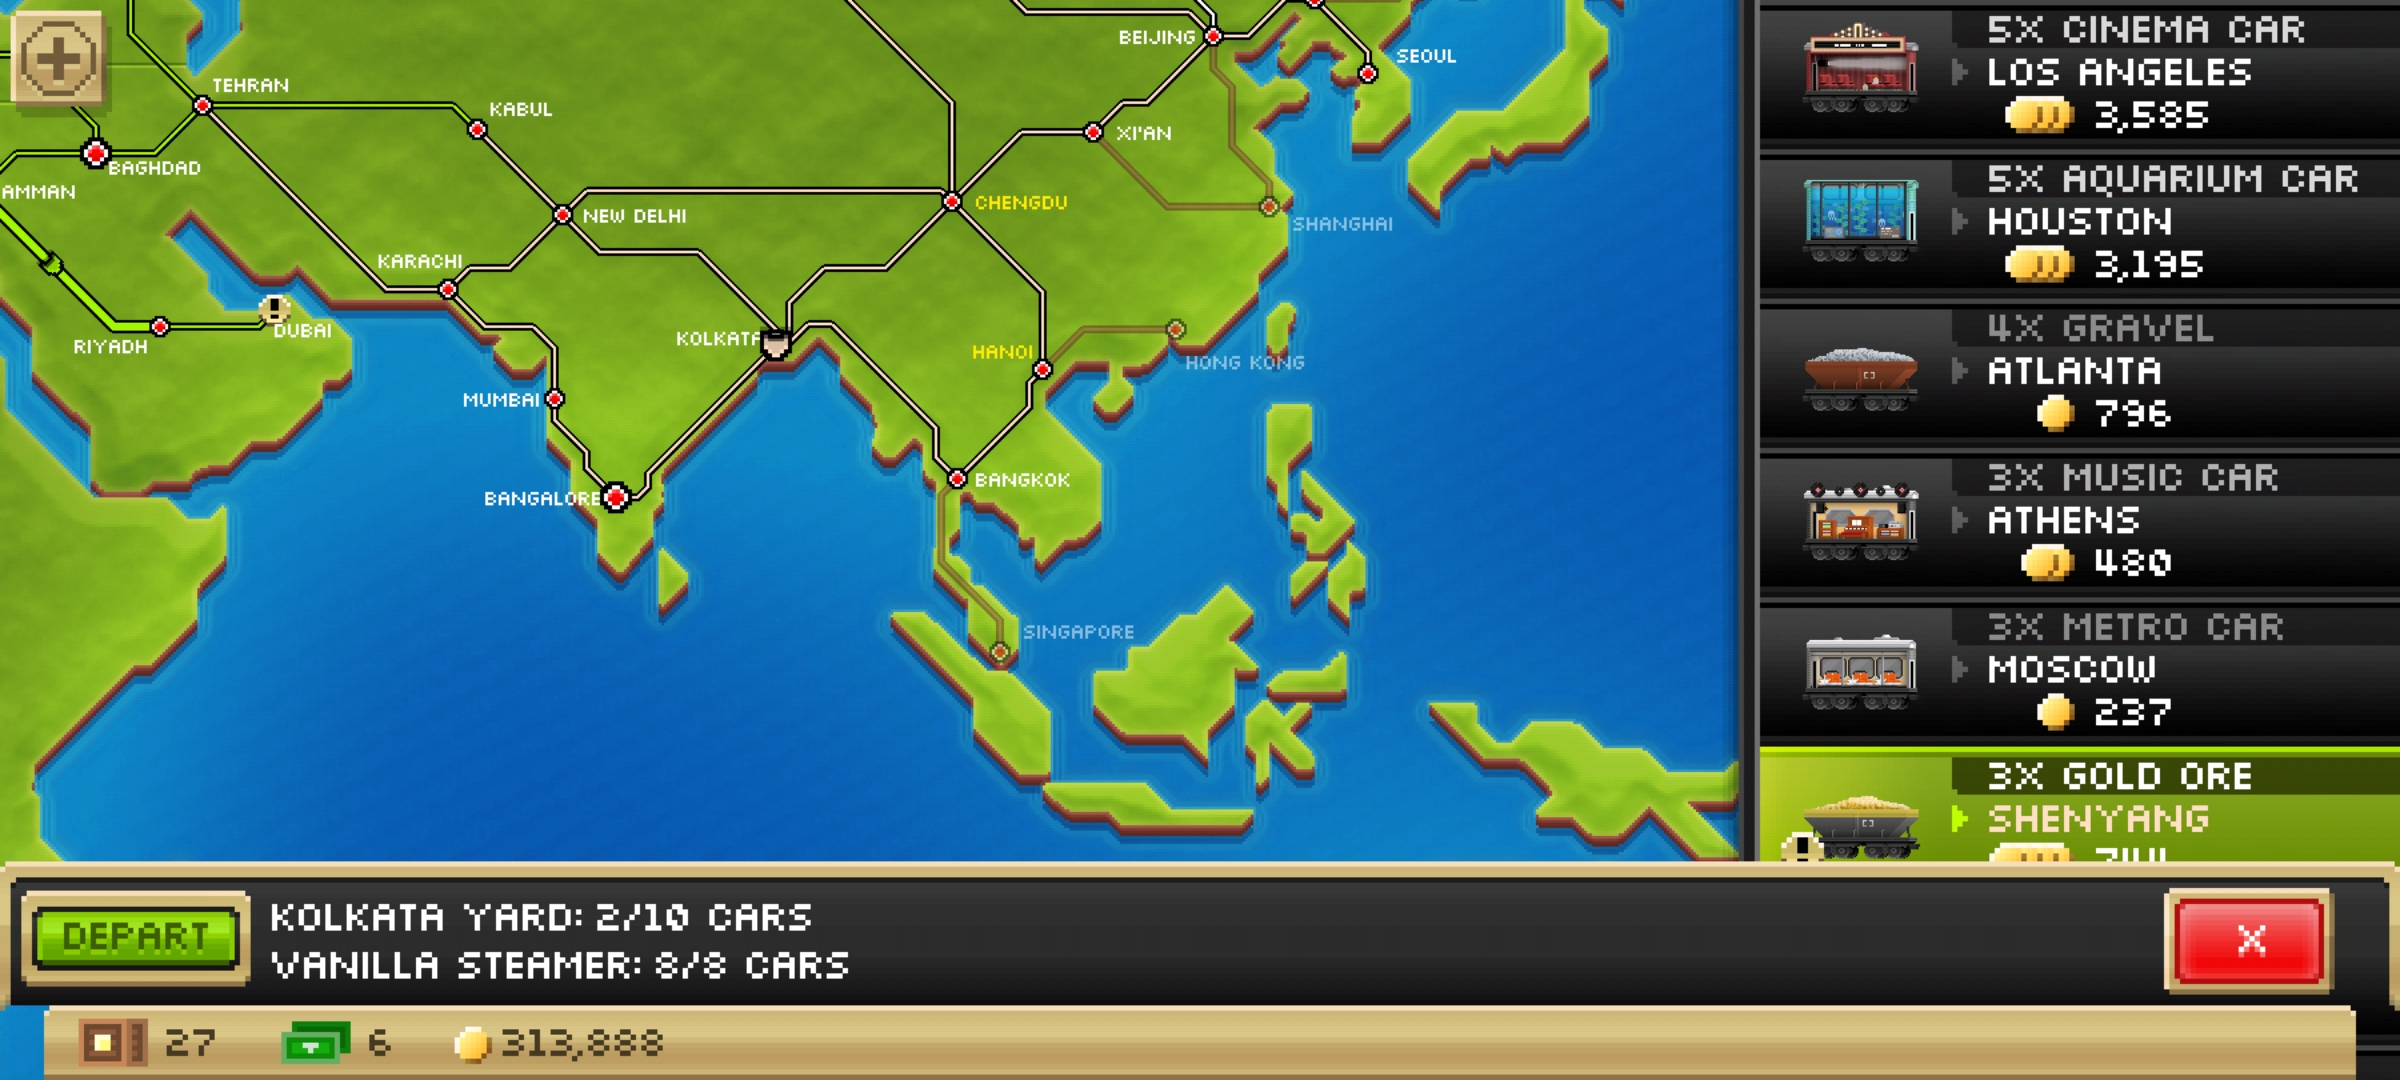 BEIJING
SEOUL
TEHRAN
KABUL
XI'AN
BAGHDAD
AMMAN
NEW DELHI
CHENGDU
SHANGHAI
KARACHI
DUBAI
RIYADH
KOLKATA
HANOI
HONG KONG
MUMBAI
BANGALORE
BANGKOK
SINGAPORE
5X CINEMA CAR
LOS ANGELES
3,585
5X AQUARIUM CAR
HOUSTON
3,195
4X GRAVEL
ATLANTA
796
3X MUSIC CAR
ATHENS
480
3X METRO CAR
MOSCOW
237
3X GOLD ORE
SHENYANG
DEPART
KOLKATA YARD: 2/10 CARS
VANILLA STEAMER: 8/8 CARS
X
27
6
313,888